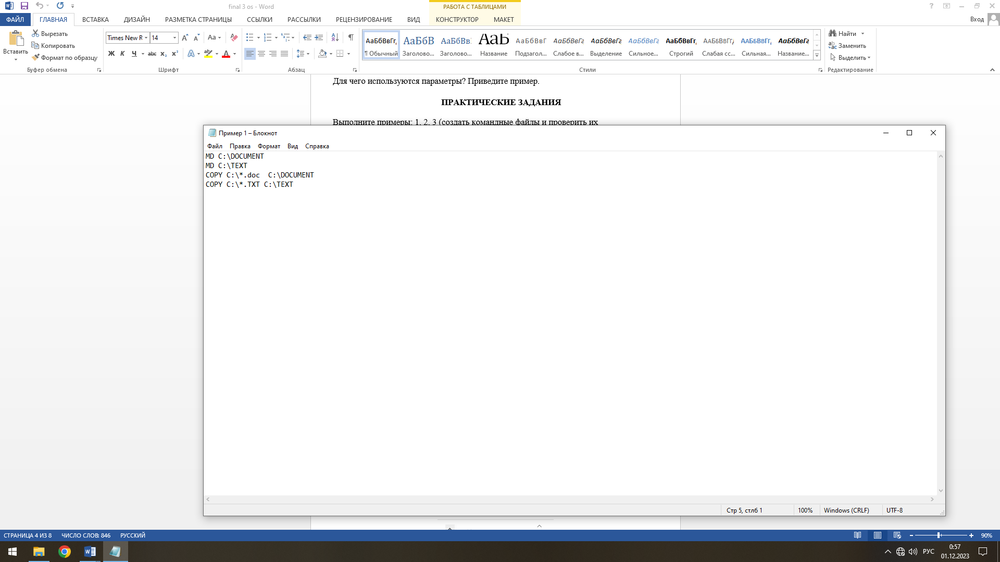 final 3 os - Word
РАБОТА С ТАБЛИЦАМИ
ФАЙЛ ГЛАВНАЯ ВСТАВКА ДИЗАЙН РАЗМЕТКА СТРАНИЦЫ ССЫЛКИ РАССЫЛКИ РЕЦЕНЗИРОВАНИЕ ВИД КОНСТРУКТОР МАКЕТ Вход
Вставить
Вырезать
Копировать
Формат по образцу
Буфер обмена
Times New R 14
Шрифт
Абзац
АаБбВвГг, АаБбВ АаБбВв АаБ АаБбВвГ АаБбВвГг АаБбВвГг АаБбВвГг АаБбВвГг, АаБбВвГгД АаБбВвГг, АаБбВвГг
¶ Обычный Заголово... Заголово... Название Подзагол... Слабое в... Выделение Сильное... Строгий Слабая сс... Сильная... Название...
Стили
Найти
Заменить
Выделить
Редактирование
Для чего используются параметры? Приведите пример.
ПРАКТИЧЕСКИЕ ЗАДАНИЯ
Выполните примеры: 1, 2, 3 (создать командные файлы и проверить их
Пример 1 – Блокнот
Файл Правка Формат Вид Справка
MD C:\DOCUMENT
MD C:\TEXT
COPY C:\*.doc  C:\DOCUMENT
COPY C:\*.TXT C:\TEXT
Стр 5, стлб 1 100% Windows (CRLF) UTF-8
СТРАНИЦА 4 ИЗ 8 ЧИСЛО СЛОВ: 846 РУССКИЙ 90%
РУС
0:57
01.12.2023